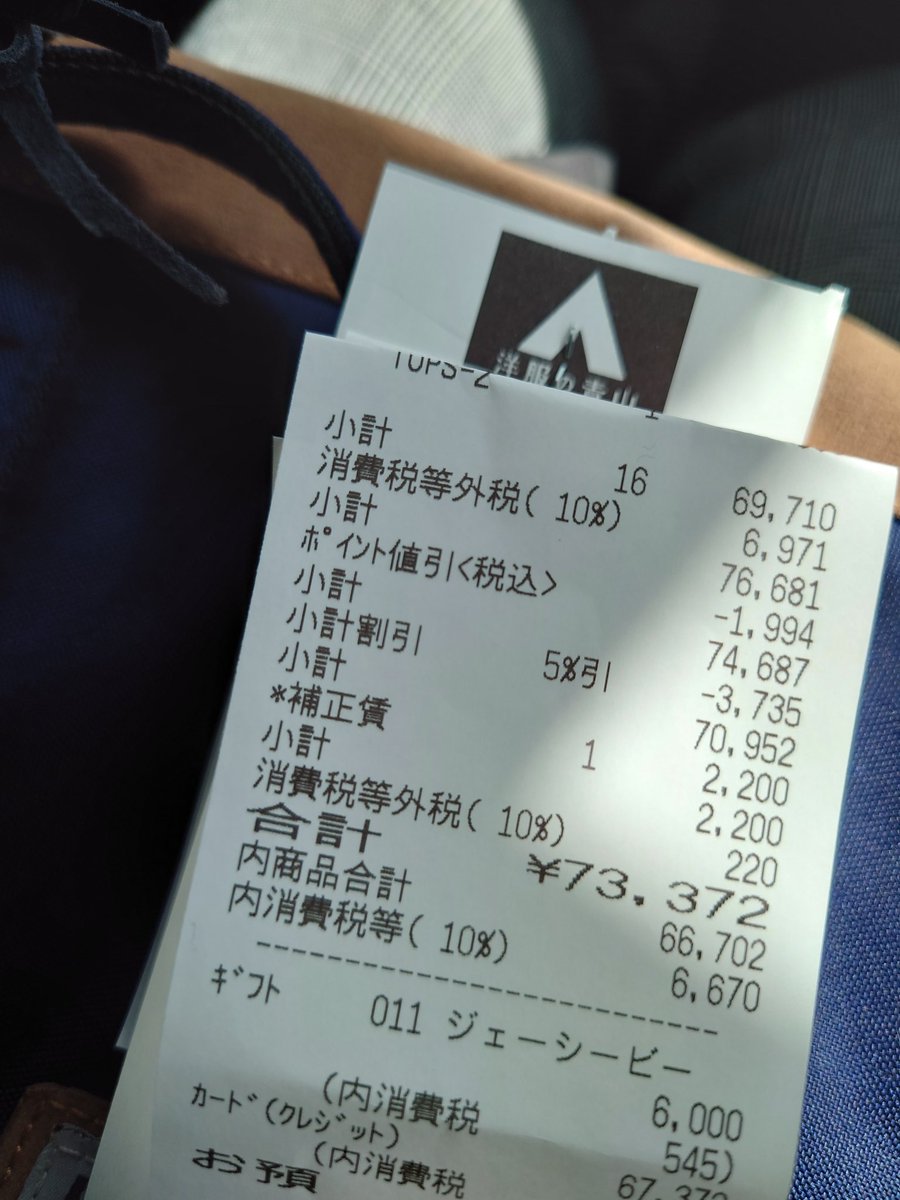 洋服の青山
TOPS-2 1
小計 16 69,710
消費税等外税( 10%) 6,971
小計 76,681
ﾎﾟｲﾝﾄ値引<税込> -1,994
小計 74,687
小計割引 5%引 -3,735
小計 70,952
*補正賃 1 2,200
小計 2,200
消費税等外税( 10%) 220
合計 ¥73,372
内商品合計 66,702
内消費税等( 10%) 6,670
ｷﾞﾌﾄ 011 ジェーシービー
6,000
(内消費税 545)
ｶｰﾄﾞ(ｸﾚｼﾞｯﾄ) 67,372
(内消費税
お預